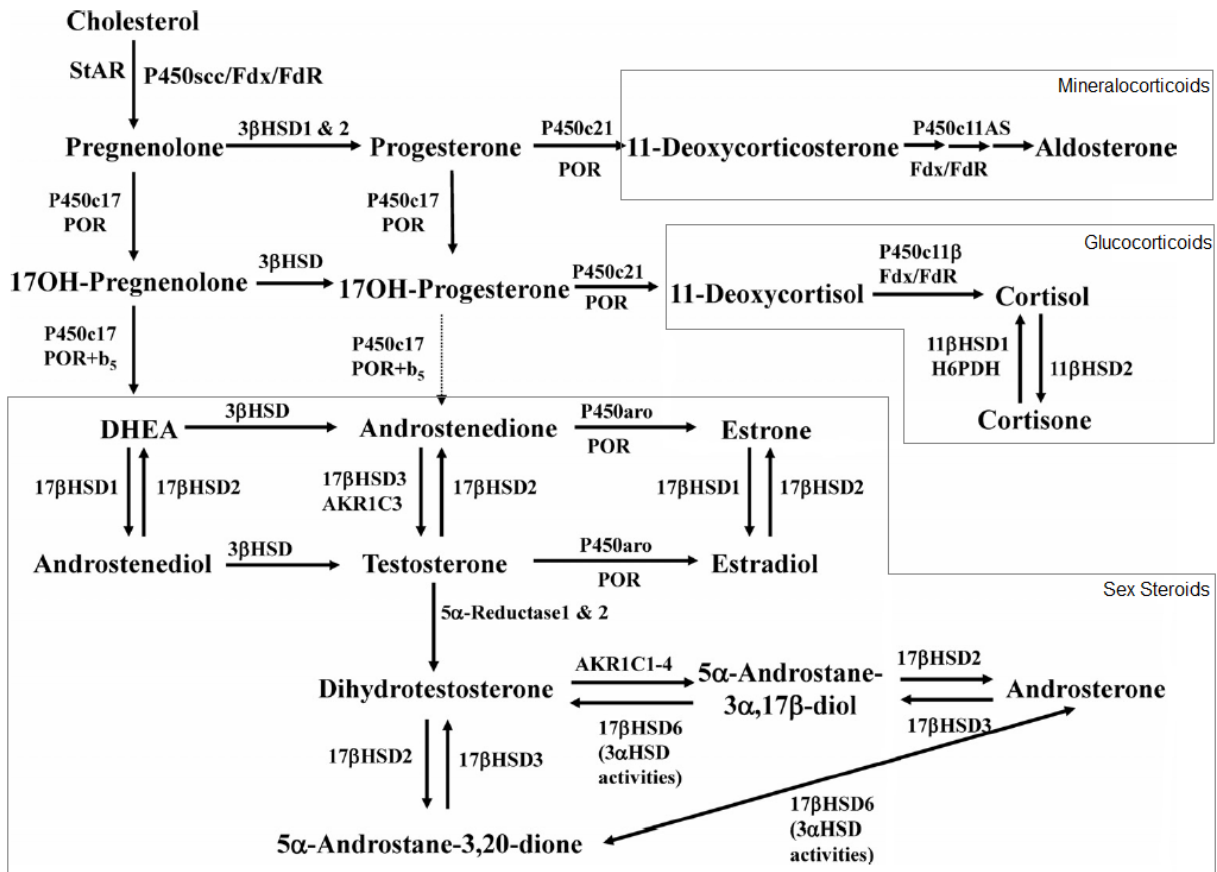 Cholesterol
StAR
P450scc/Fdx/FdR
Mineralocorticoids
Pregnenolone
3βHSD1 & 2
Progesterone
P450c21
POR
11-Deoxycorticosterone
P450c11AS
Fdx/FdR
Aldosterone
P450c17
POR
P450c17
POR
Glucocorticoids
17OH-Pregnenolone
3βHSD
17OH-Progesterone
P450c21
POR
11-Deoxycortisol
P450c11β
Fdx/FdR
Cortisol
P450c17
POR+b5
P450c17
POR+b5
11βHSD1
H6PDH
11βHSD2
Cortisone
DHEA
3βHSD
Androstenedione
P450aro
POR
Estrone
17βHSD1
17βHSD2
17βHSD3
AKR1C3
17βHSD2
17βHSD1
17βHSD2
Androstenediol
3βHSD
Testosterone
P450aro
POR
Estradiol
Sex Steroids
5α-Reductase1 & 2
Dihydrotestosterone
AKR1C1-4
17βHSD6
(3αHSD
activities)
5α-Androstane-
3α,17β-diol
17βHSD2
17βHSD3
Androsterone
17βHSD2
17βHSD3
17βHSD6
(3αHSD
activities)
5α-Androstane-3,20-dione